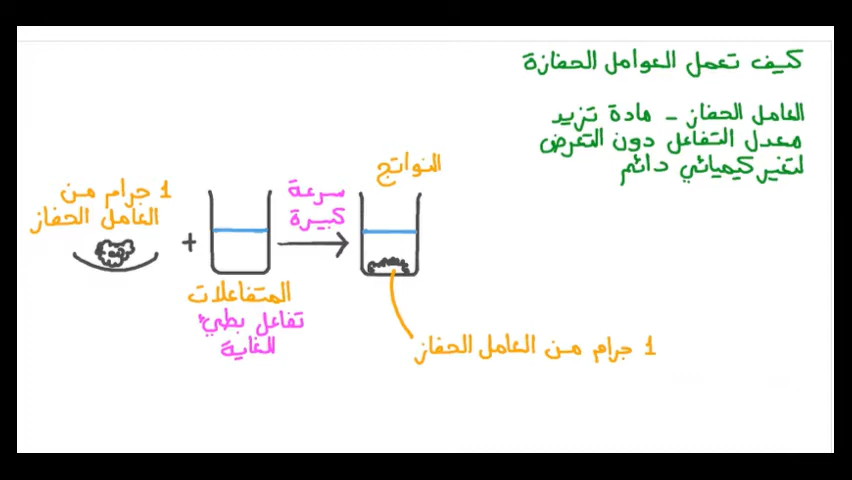 كيف تعمل العوامل الحفازة
العامل الحفاز - مادة تزيد
معدل التفاعل دون التعرض
لتغير كيميائي دائم
النواتج
1 جرام من
العامل الحفاز
سرعة
كبيرة
+
المتفاعلات
تفاعل بطيء
للغاية
1 جرام من العامل الحفاز